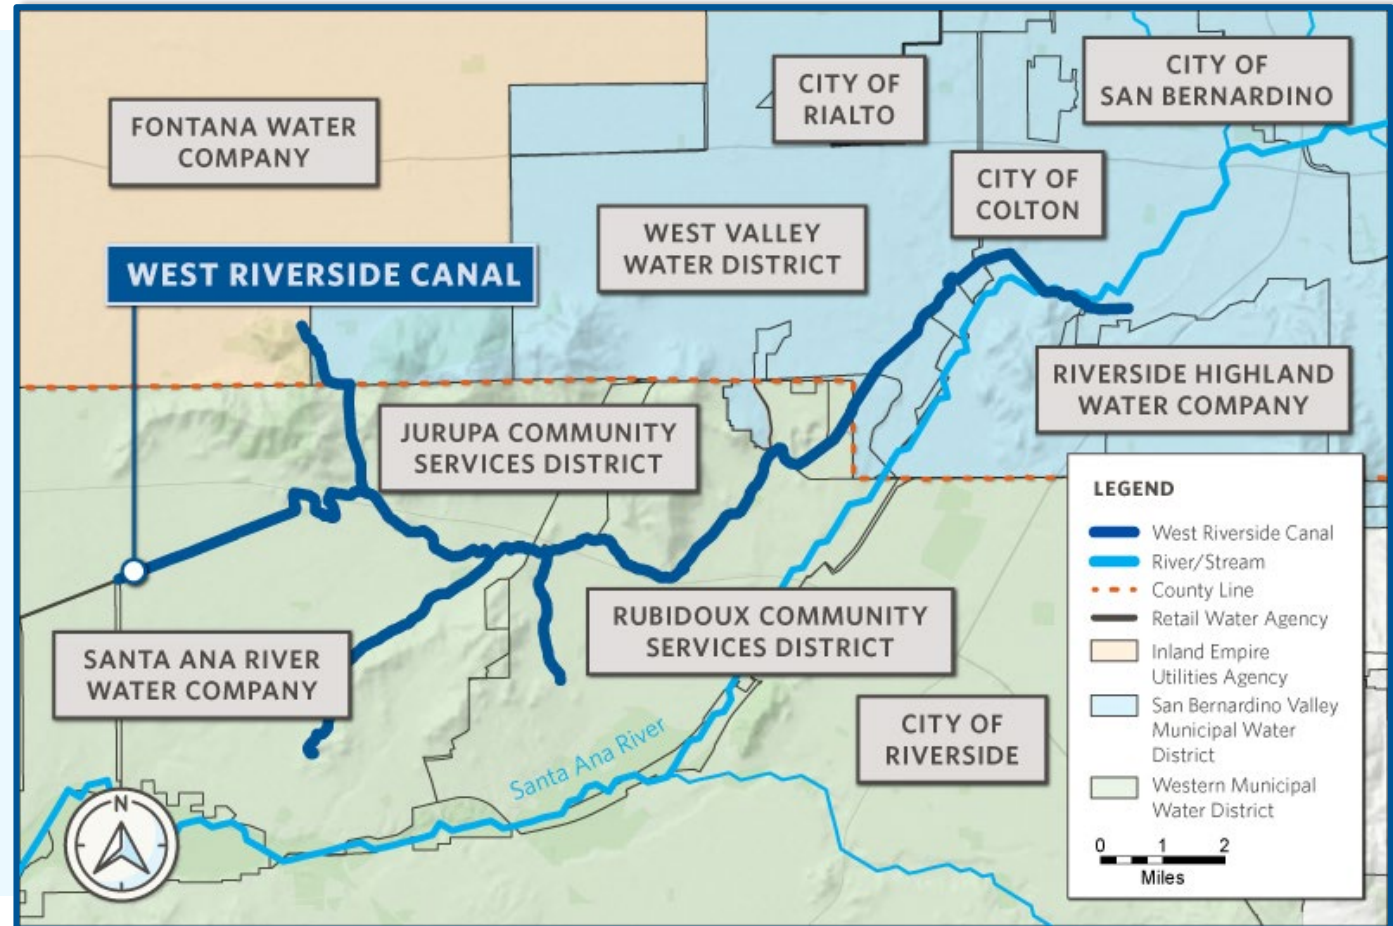 CITY OF
RIALTO
CITY OF
SAN BERNARDINO
FONTANA WATER
COMPANY
CITY OF
COLTON
WEST VALLEY
WATER DISTRICT
WEST RIVERSIDE CANAL
RIVERSIDE HIGHLAND
WATER COMPANY
JURUPA COMMUNITY
SERVICES DISTRICT
RUBIDOUX COMMUNITY
SERVICES DISTRICT
SANTA ANA RIVER
WATER COMPANY
CITY OF
RIVERSIDE
Santa Ana River
N
LEGEND
West Riverside Canal
River/Stream
County Line
Retail Water Agency
Inland Empire
Utilities Agency
San Bernardino Valley
Municipal Water
District
Western Municipal
Water District
0 1 2
Miles